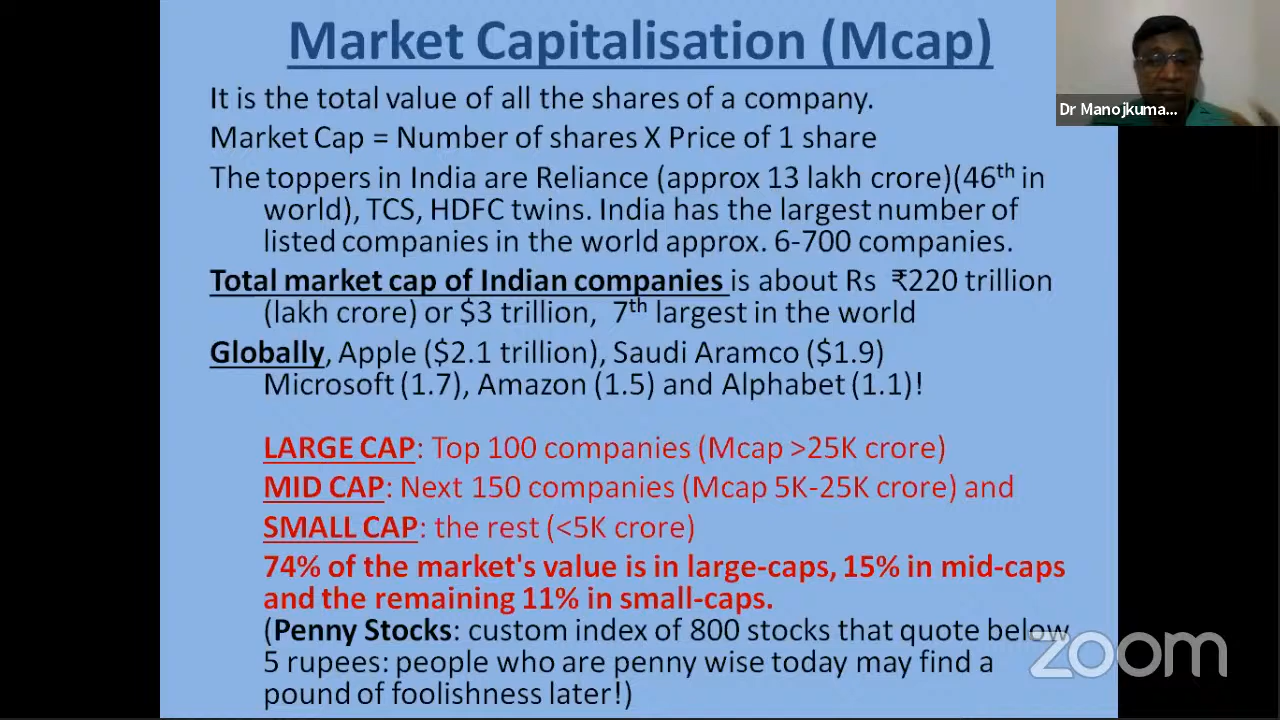 Market Capitalisation (Mcap)
It is the total value of all the shares of a company.
Market Cap = Number of shares X Price of 1 share
The toppers in India are Reliance (approx 13 lakh crore)(46th in
world), TCS, HDFC twins. India has the largest number of
listed companies in the world approx. 6-700 companies.
Total market cap of Indian companies is about Rs ₹220 trillion
(lakh crore) or $3 trillion, 7th largest in the world
Globally, Apple ($2.1 trillion), Saudi Aramco ($1.9)
Microsoft (1.7), Amazon (1.5) and Alphabet (1.1)!
LARGE CAP: Top 100 companies (Mcap >25K crore)
MID CAP: Next 150 companies (Mcap 5K-25K crore) and
SMALL CAP: the rest (<5K crore)
74% of the market's value is in large-caps, 15% in mid-caps
and the remaining 11% in small-caps.
(Penny Stocks: custom index of 800 stocks that quote below
5 rupees: people who are penny wise today may find a
pound of foolishness later!)
Dr Manojkuma...
zoom